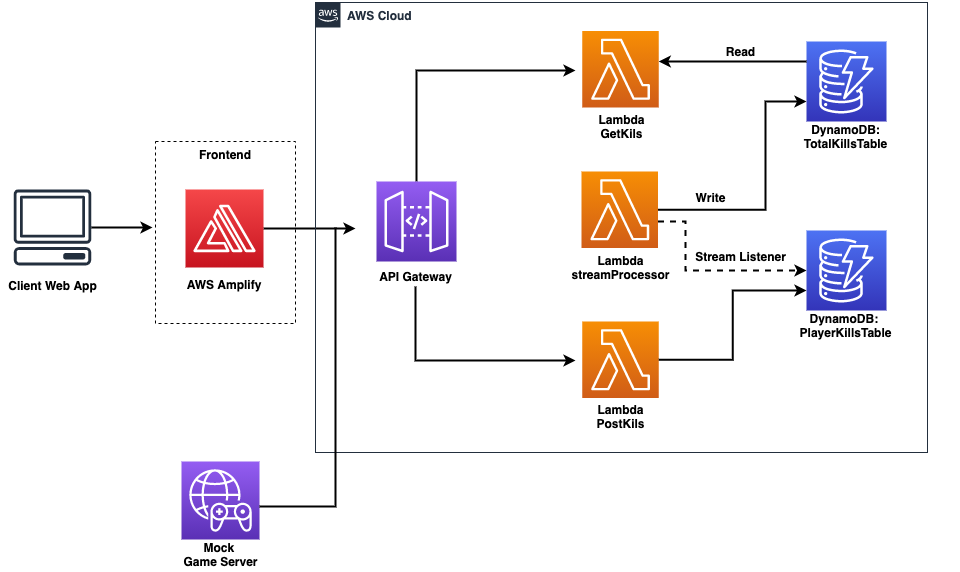 aws
AWS Cloud
Read
Lambda
GetKils
DynamoDB:
TotalKillsTable
Frontend
Write
Stream Listener
Client Web App
AWS Amplify
API Gateway
Lambda
streamProcessor
DynamoDB:
PlayerKillsTable
Lambda
PostKils
Mock
Game Server